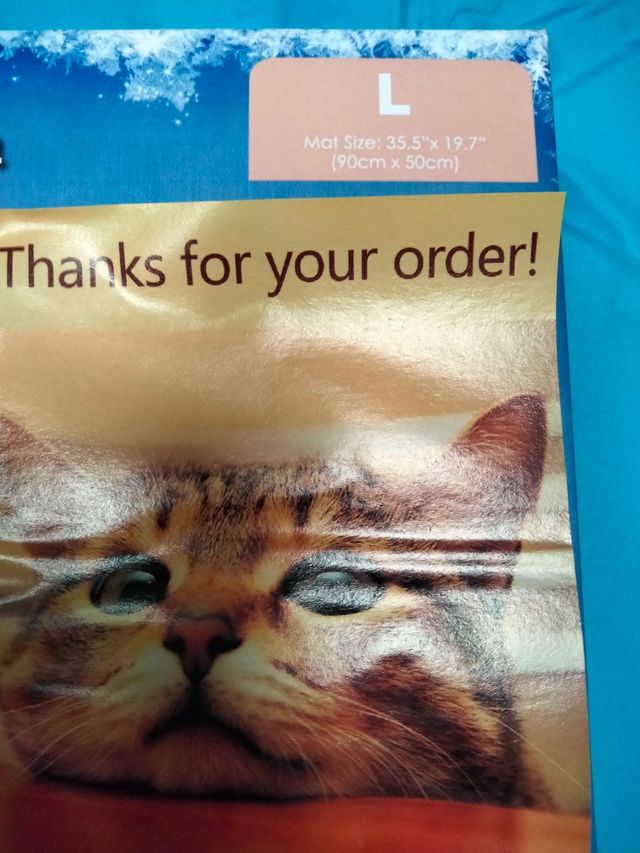 L
Mat Size: 35.5"x 19.7"
(90cm x 50cm)
Thanks for your order!